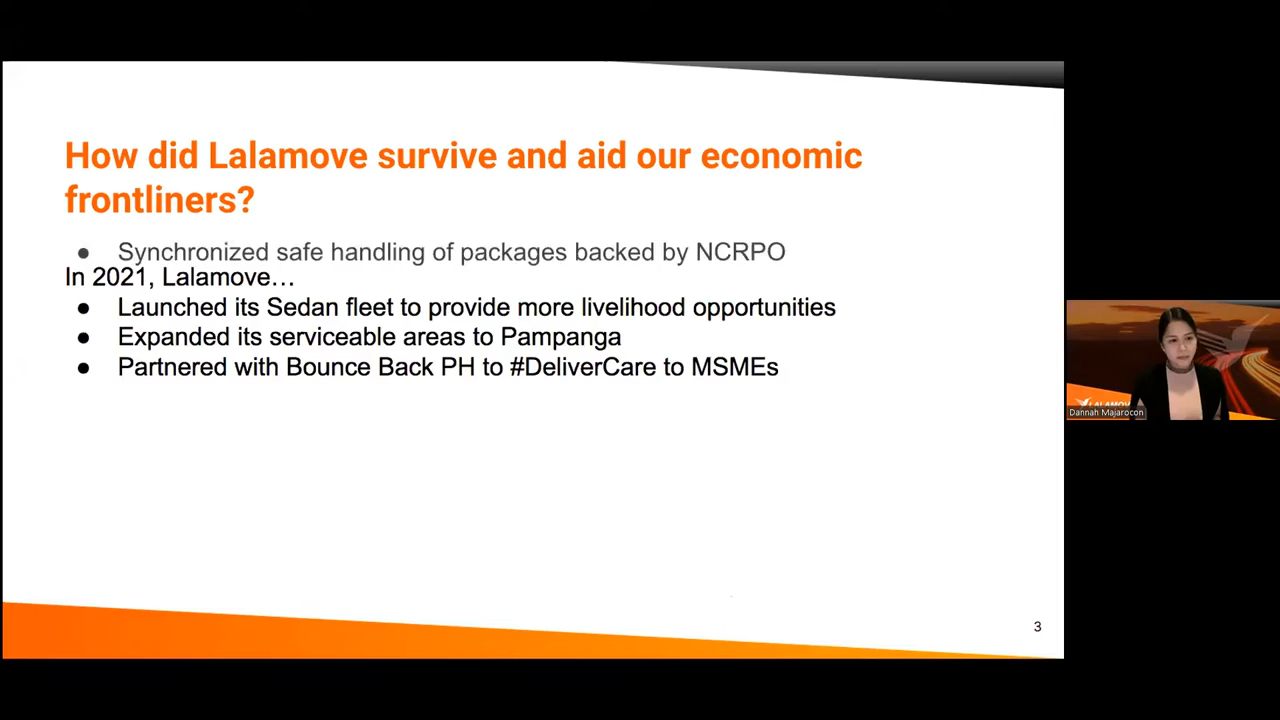 How did Lalamove survive and aid our economic
frontliners?
● Synchronized safe handling of packages backed by NCRPO
In 2021, Lalamove…
● Launched its Sedan fleet to provide more livelihood opportunities
● Expanded its serviceable areas to Pampanga
● Partnered with Bounce Back PH to #DeliverCare to MSMEs
3
LALAMOV
Dannah Majarocon